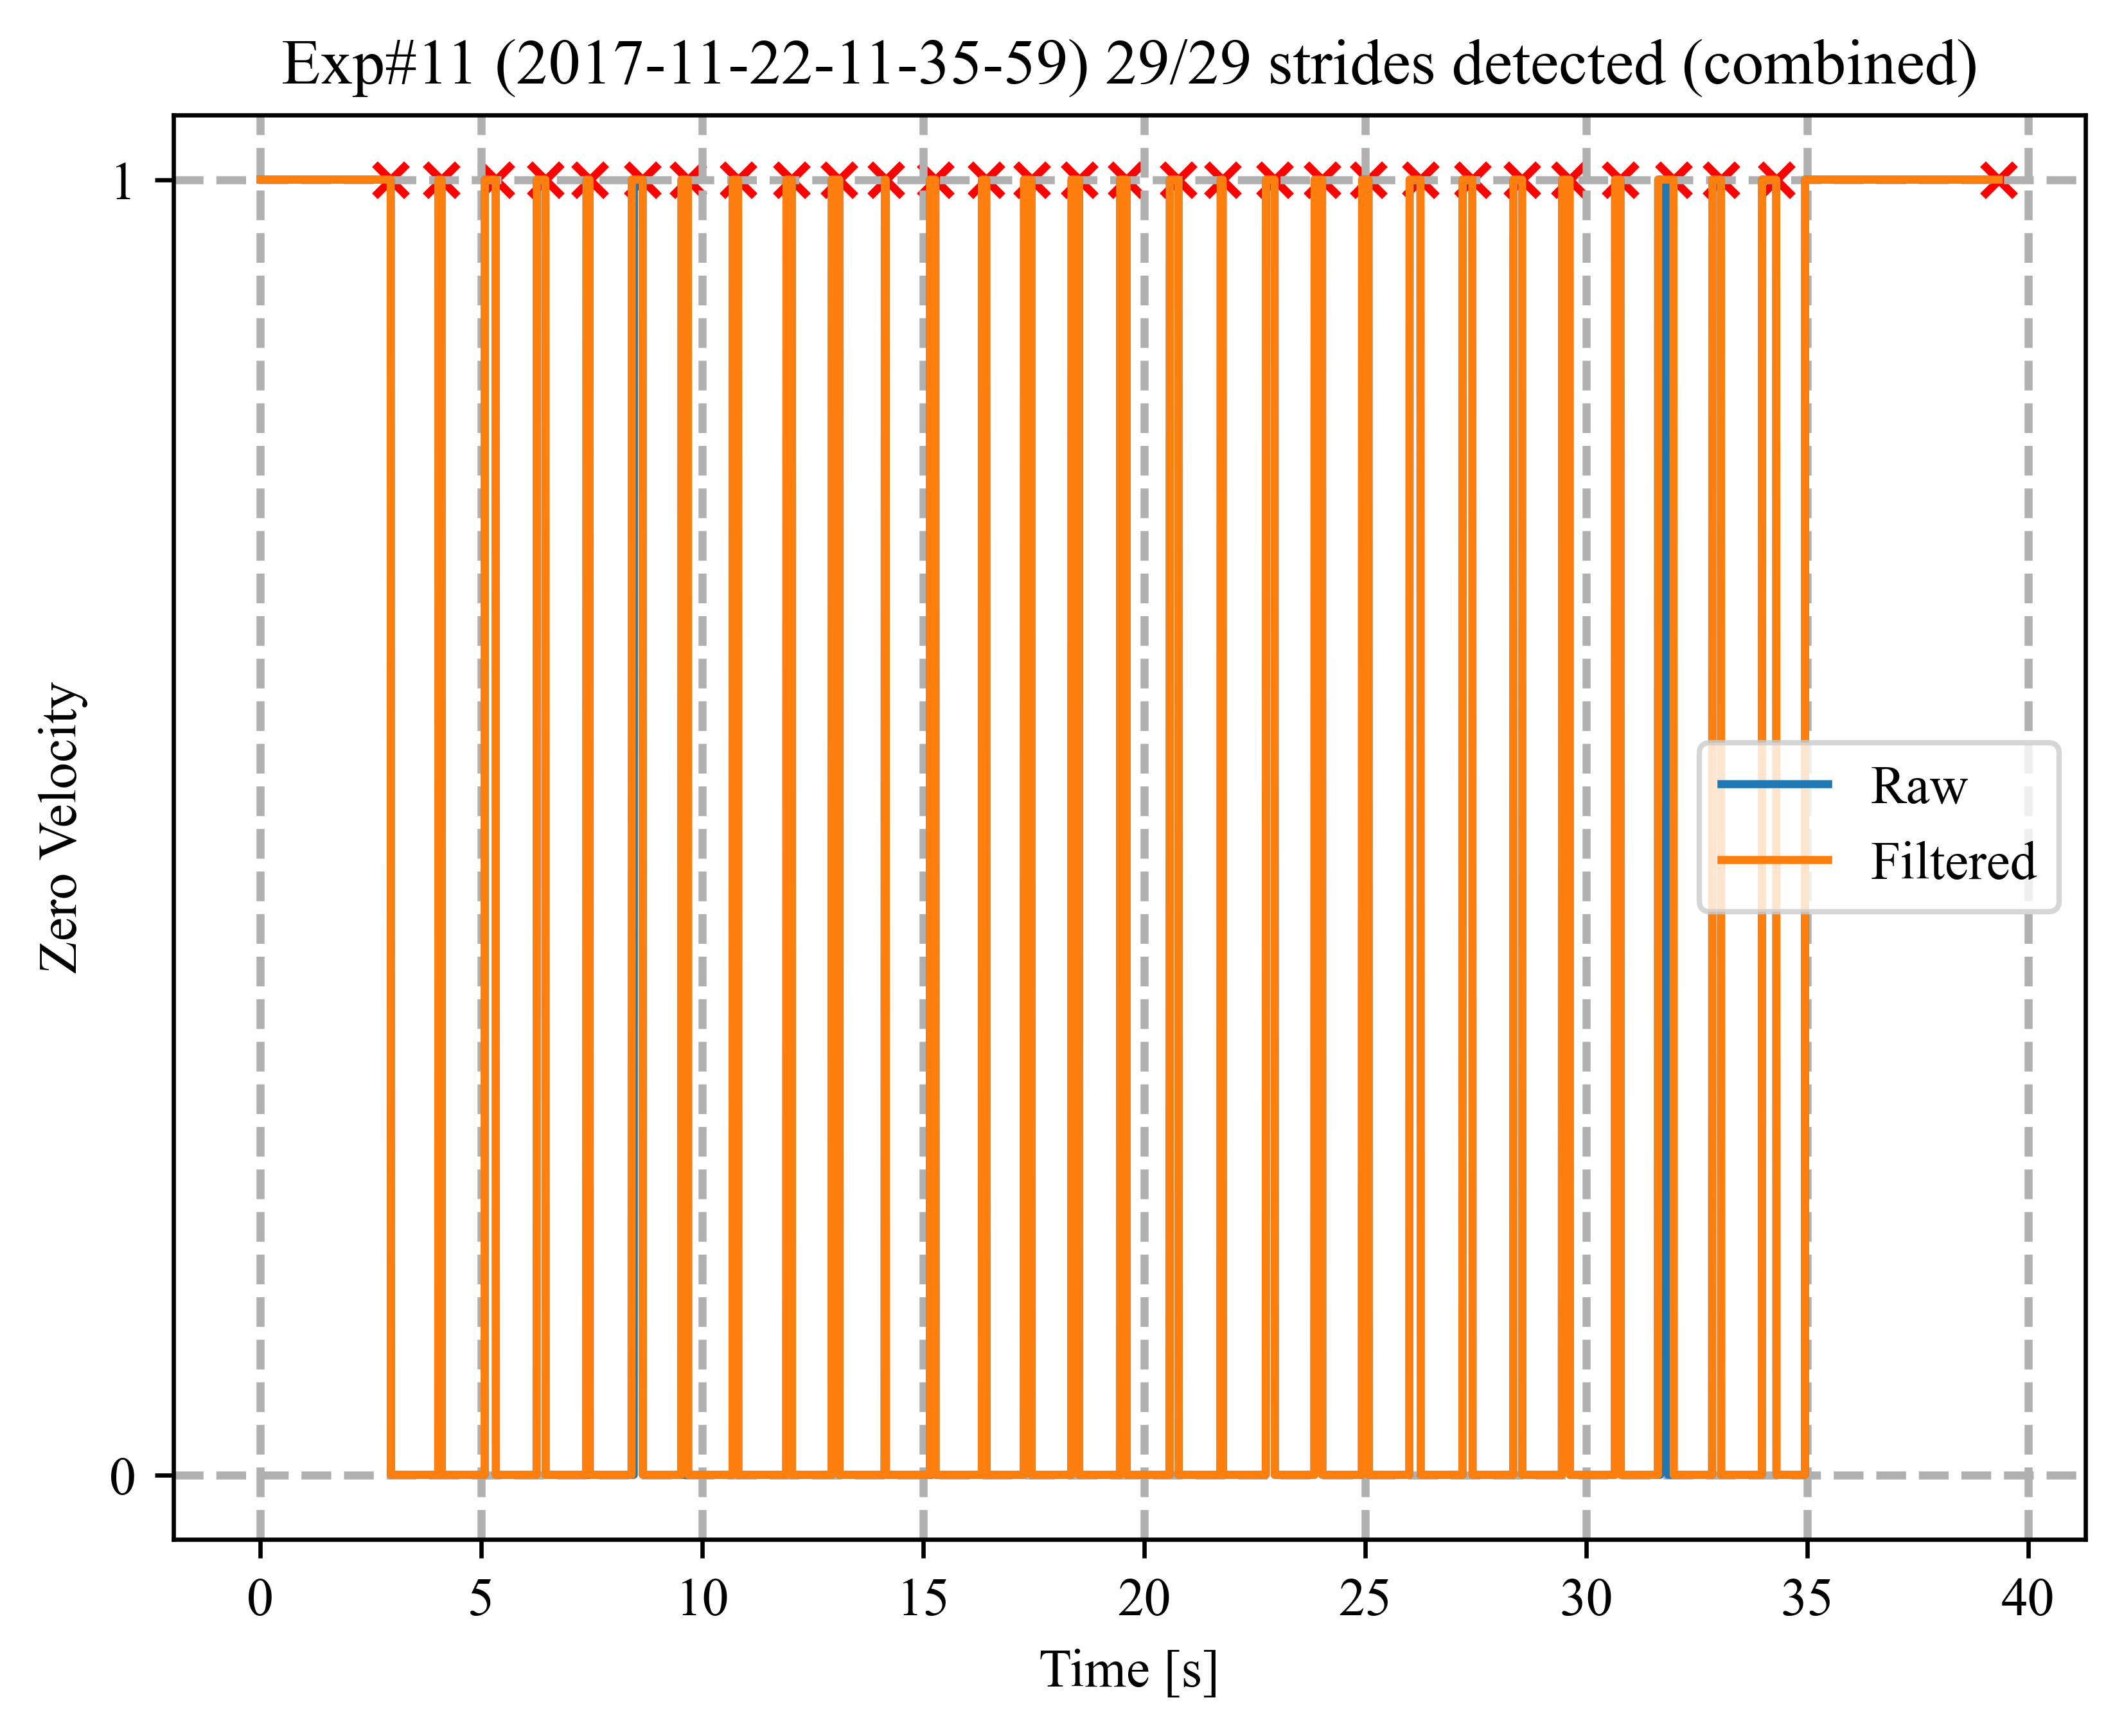 Exp#11 (2017-11-22-11-35-59) 29/29 strides detected (combined)
1
Zero Velocity
Raw
Filtered
0
0 5 10 15 20 25 30 35 40
Time [s]